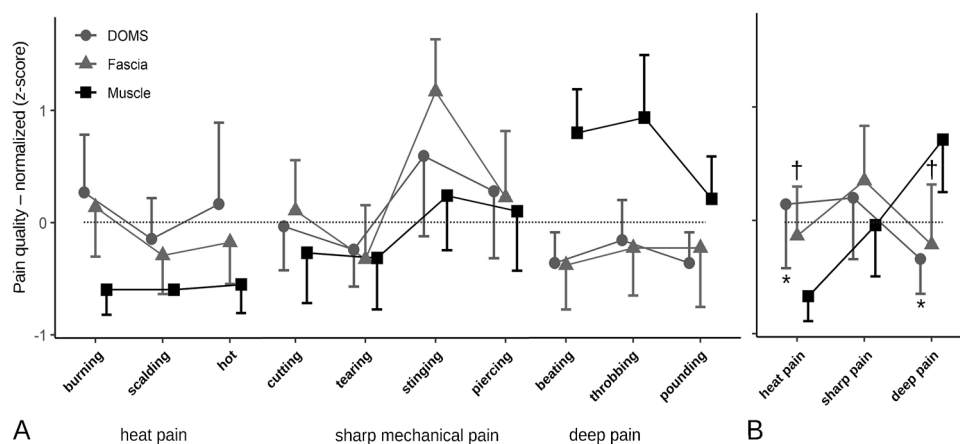 Pain quality – normalized (z-score)
DOMS
Fascia
Muscle
1
0
-1
burning
scalding
hot
cutting
tearing
stinging
piercing
beating
throbbing
pounding
A
heat pain
sharp mechanical pain
deep pain
†
†
*
*
heat pain
sharp pain
deep pain
B